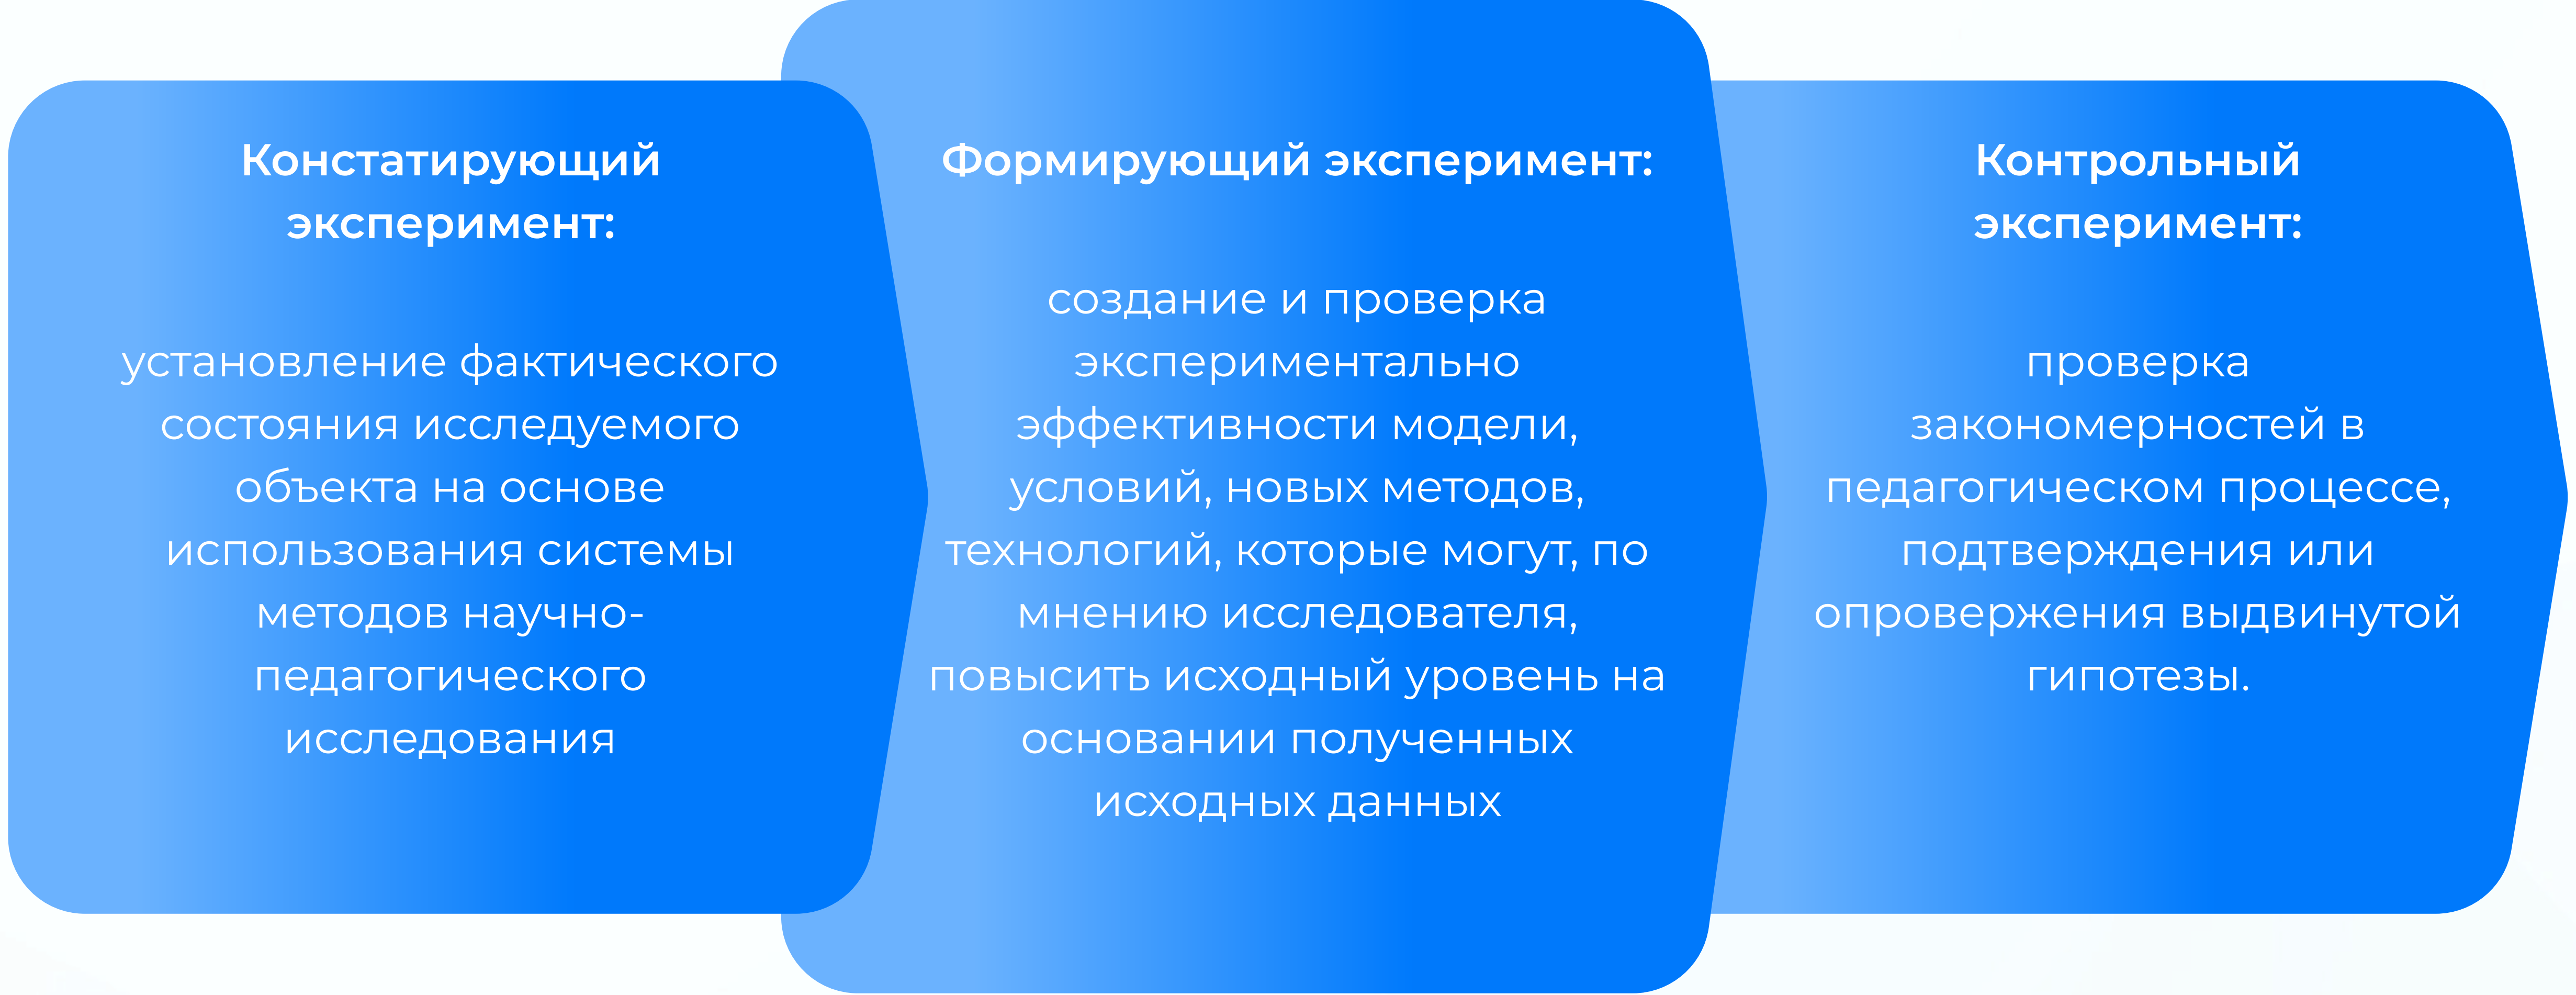 Констатирующий
эксперимент:
установление фактического
состояния исследуемого
объекта на основе
использования системы
методов научно-
педагогического
исследования
Формирующий эксперимент:
создание и проверка
экспериментально
эффективности модели,
условий, новых методов,
технологий, которые могут, по
мнению исследователя,
повысить исходный уровень на
основании полученных
исходных данных
Контрольный
эксперимент:
проверка
закономерностей в
педагогическом процессе,
подтверждения или
опровержения выдвинутой
гипотезы.